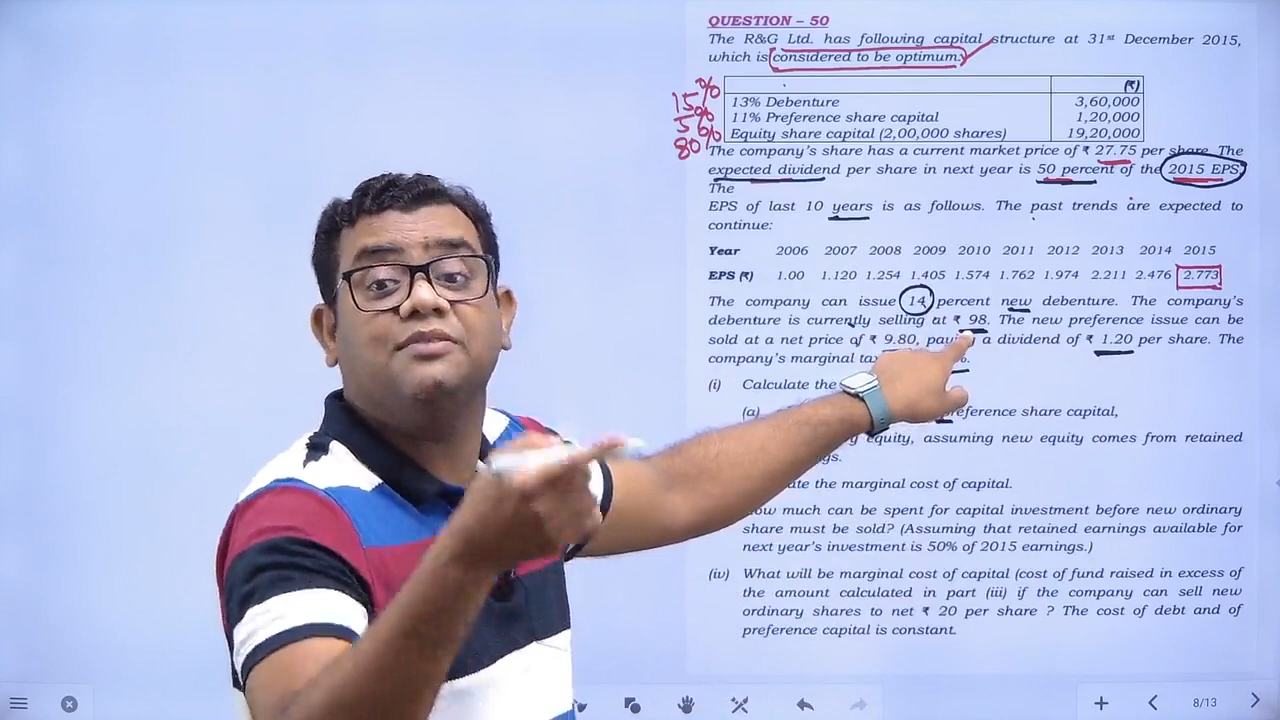 QUESTION – 50
The R&G Ltd. has following capital structure at 31st December 2015,
which is considered to be optimum.
(₹)
15% 13% Debenture 3,60,000
5% 11% Preference share capital 1,20,000
80% Equity share capital (2,00,000 shares) 19,20,000
The company's share has a current market price of ₹ 27.75 per share. The
expected dividend per share in next year is 50 percent of the 2015 EPS.
The
EPS of last 10 years is as follows. The past trends are expected to
continue:
Year 2006 2007 2008 2009 2010 2011 2012 2013 2014 2015
EPS (₹) 1.00 1.120 1.254 1.405 1.574 1.762 1.974 2.211 2.476 2.773
The company can issue 14 percent new debenture. The company's
debenture is currently selling at ₹ 98. The new preference issue can be
sold at a net price of ₹ 9.80, paying a dividend of ₹ 1.20 per share. The
company's marginal tax %.
(i) Calculate the
(a) preference share capital,
equity, assuming new equity comes from retained
the marginal cost of capital.
How much can be spent for capital investment before new ordinary
share must be sold? (Assuming that retained earnings available for
next year's investment is 50% of 2015 earnings.)
(iv) What will be marginal cost of capital (cost of fund raised in excess of
the amount calculated in part (iii) if the company can sell new
ordinary shares to net ₹ 20 per share ? The cost of debt and of
preference capital is constant.
8/13